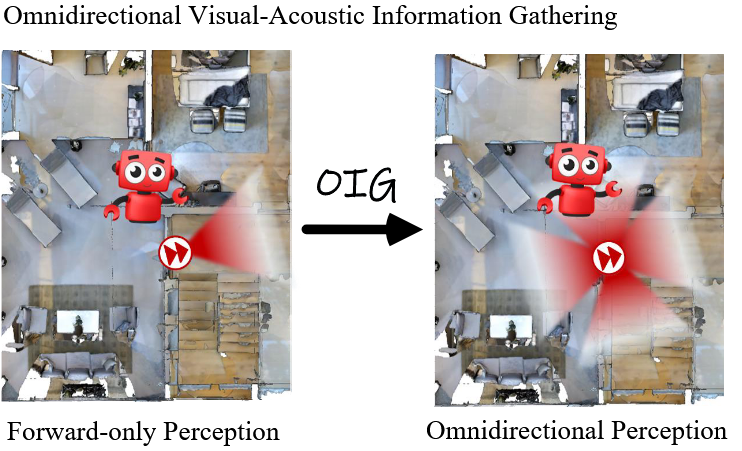 Omnidirectional Visual-Acoustic Information Gathering
OIG
Forward-only Perception
Omnidirectional Perception